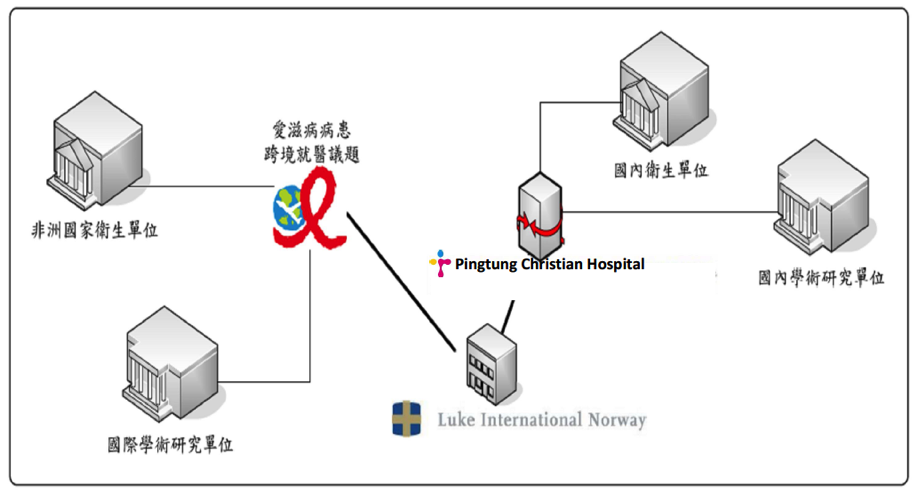 愛滋病病患
跨境就醫議題
非洲國家衛生單位
國際學術研究單位
國內衛生單位
國內學術研究單位
Pingtung Christian Hospital
Luke International Norway